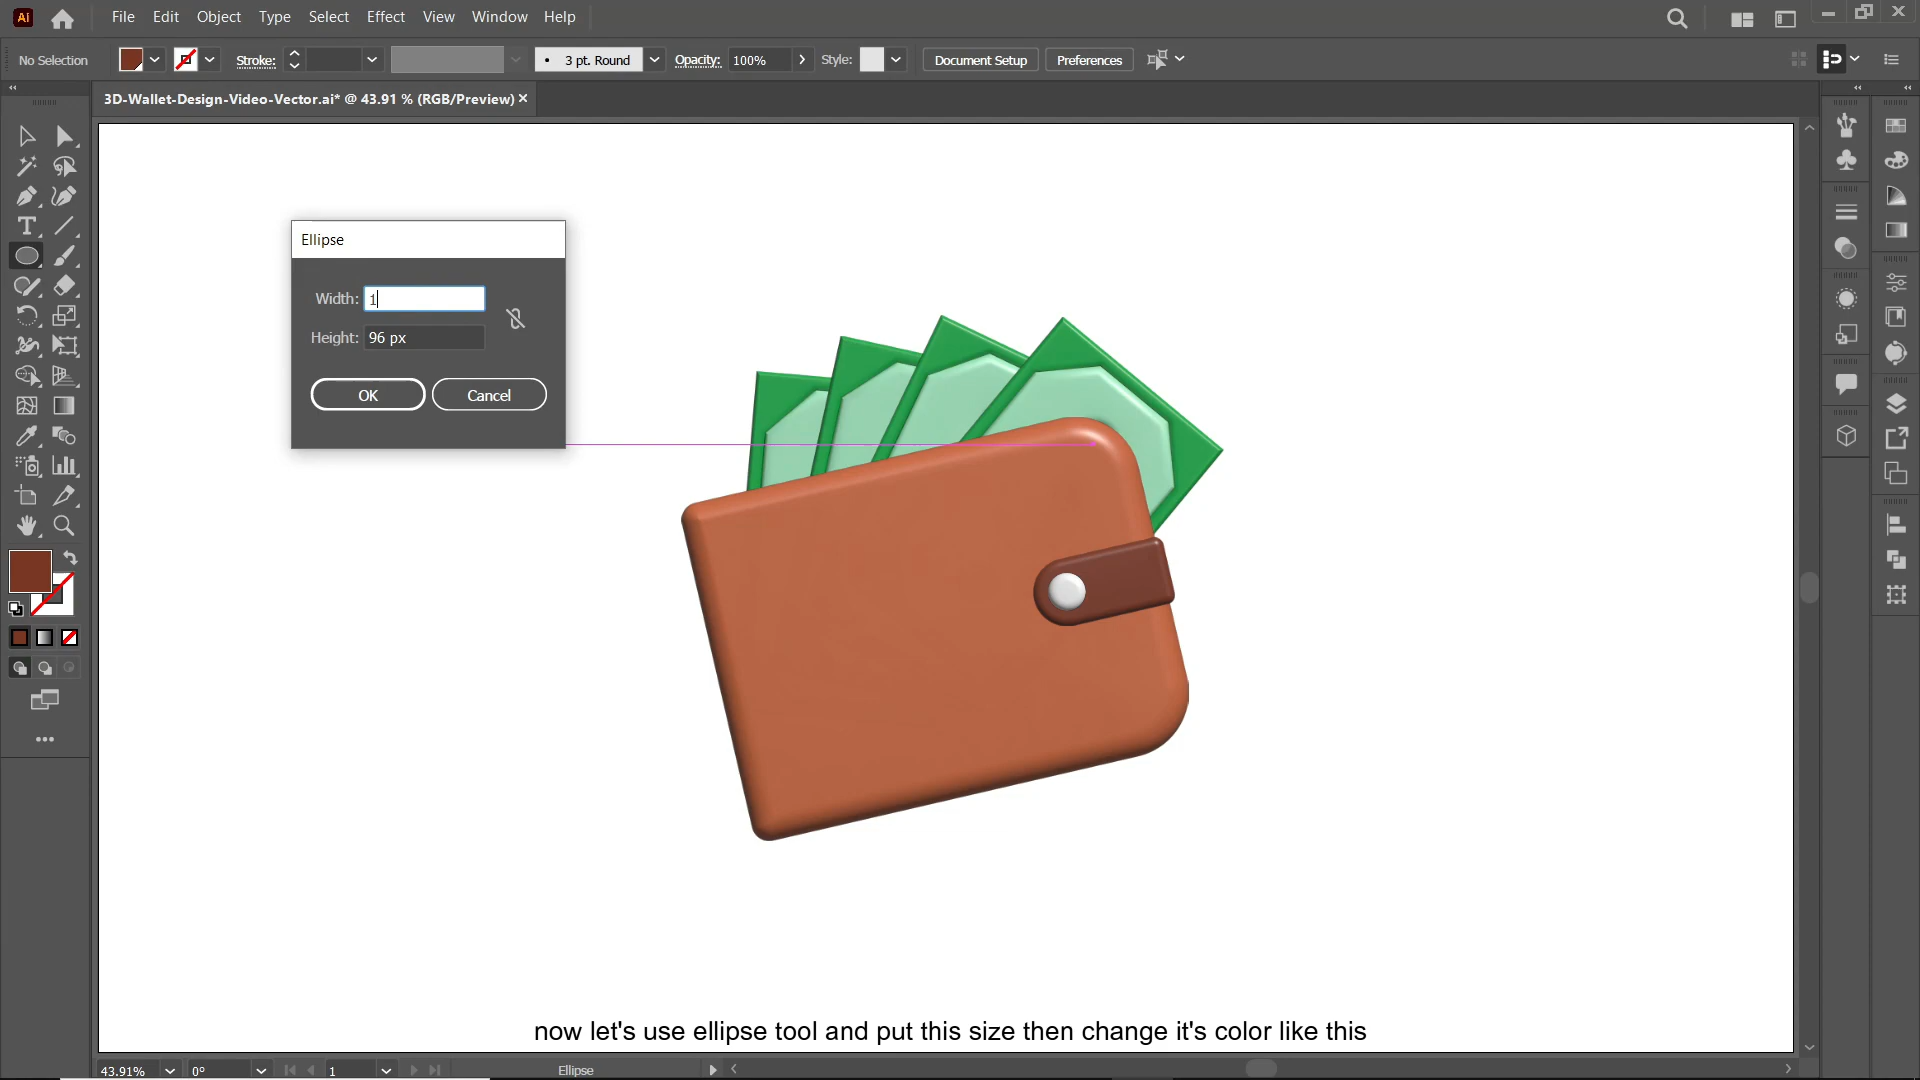 Ai File Edit Object Type Select Effect View Window Help
No Selection Stroke: 3 pt. Round Opacity: 100% Style: Document Setup Preferences
3D-Wallet-Design-Video-Vector.ai* @ 43.91 % (RGB/Preview)
Ellipse
Width: 1
Height: 96 px
OK Cancel
now let's use ellipse tool and put this size then change it's color like this
43.91% 0° 1 Ellipse